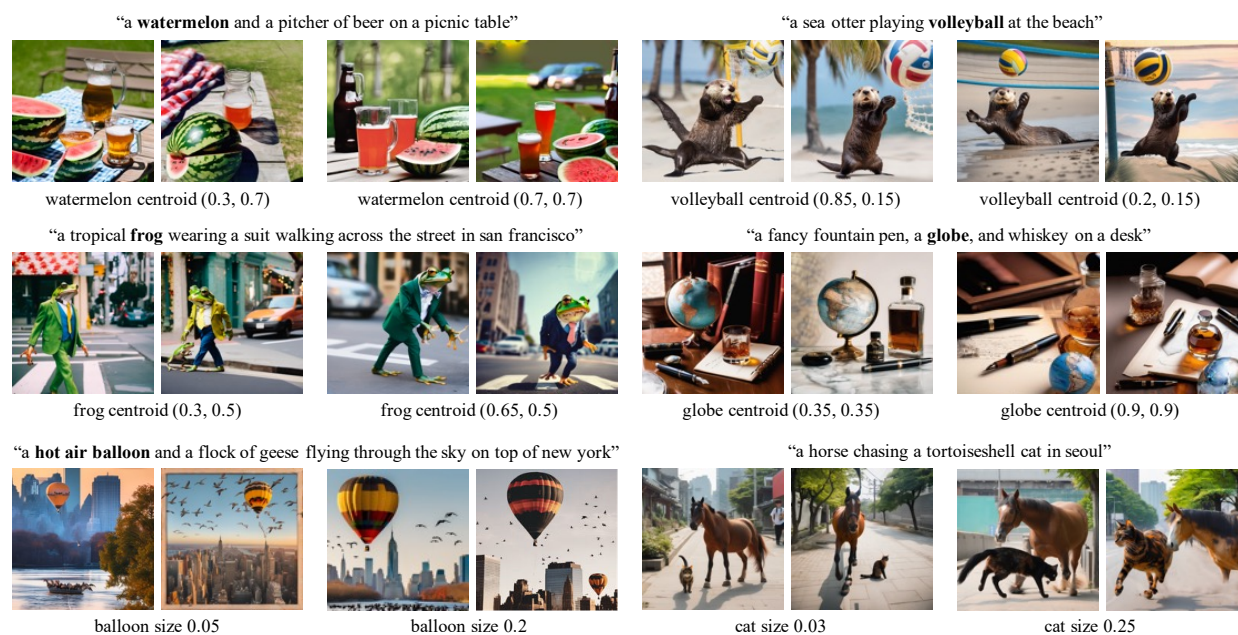 “a watermelon and a pitcher of beer on a picnic table”
“a sea otter playing volleyball at the beach”
watermelon centroid (0.3, 0.7)
watermelon centroid (0.7, 0.7)
volleyball centroid (0.85, 0.15)
volleyball centroid (0.2, 0.15)
“a tropical frog wearing a suit walking across the street in san francisco”
“a fancy fountain pen, a globe, and whiskey on a desk”
frog centroid (0.3, 0.5)
frog centroid (0.65, 0.5)
globe centroid (0.35, 0.35)
globe centroid (0.9, 0.9)
“a hot air balloon and a flock of geese flying through the sky on top of new york”
“a horse chasing a tortoiseshell cat in seoul”
balloon size 0.05
balloon size 0.2
cat size 0.03
cat size 0.25